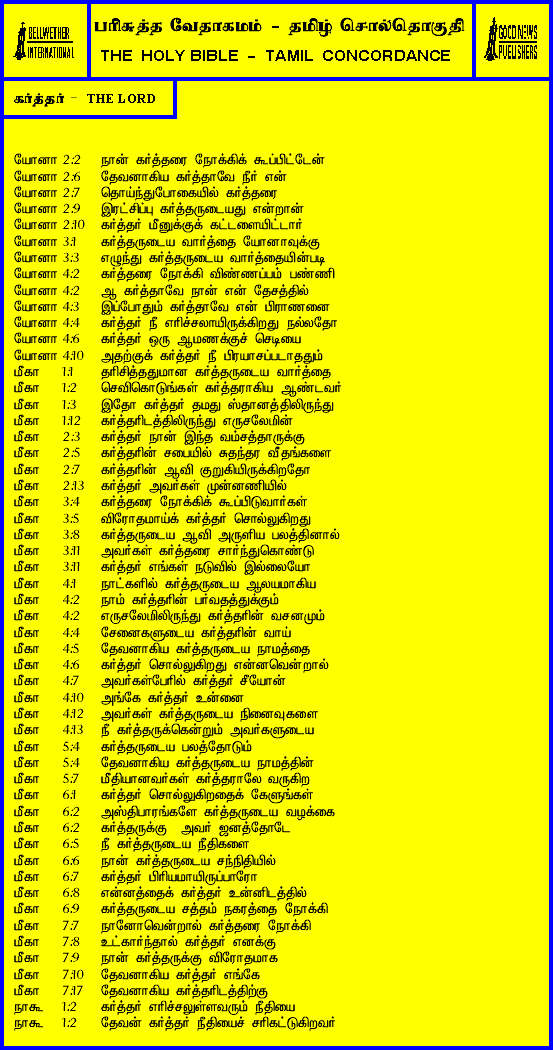 BELLWETHER
INTERNATIONAL
பரிசுத்த வேதாகமம் - தமிழ் சொல்தொகுதி
THE HOLY BIBLE - TAMIL CONCORDANCE
GOOD NEWS
PUBLISHERS
கர்த்தர் - THE LORD
யோனா 2:2 நான் கர்த்தரை நோக்கிக் கூப்பிட்டேன்
யோனா 2:6 தேவனாகிய கர்த்தாவே நீர் என்
யோனா 2:7 தொய்ந்துபோகையில் கர்த்தரை
யோனா 2:9 இரட்சிப்பு கர்த்தருடையது என்றான்
யோனா 2:10 கர்த்தர் மீனுக்குக் கட்டளையிட்டார்
யோனா 3:1 கர்த்தருடைய வார்த்தை யோனாவுக்கு
யோனா 3:3 எழுந்து கர்த்தருடைய வார்த்தையின்படி
யோனா 4:2 கர்த்தரை நோக்கி விண்ணப்பம் பண்ணி
யோனா 4:2 ஆ கர்த்தாவே நான் என் தேசத்தில்
யோனா 4:3 இப்போதும் கர்த்தாவே என் பிராணனை
யோனா 4:4 கர்த்தர் நீ எரிச்சலாயிருக்கிறது நல்லதோ
யோனா 4:6 கர்த்தர் ஒரு ஆமணக்குச் செடியை
யோனா 4:10 அதற்குக் கர்த்தர் நீ பிரயாசப்படாததும்
மீகா 1:1 தரிசித்ததுமான கர்த்தருடைய வார்த்தை
மீகா 1:2 செவிகொடுங்கள் கர்த்தராகிய ஆண்டவர்
மீகா 1:3 இதோ கர்த்தர் தமது ஸ்தானத்திலிருந்து
மீகா 1:12 கர்த்தரிடத்திலிருந்து எருசலேமின்
மீகா 2:3 கர்த்தர் நான் இந்த வம்சத்தாருக்கு
மீகா 2:5 கர்த்தரின் சபையில் சுதந்தர வீதங்களை
மீகா 2:7 கர்த்தரின் ஆவி குறுகியிருக்கிறதோ
மீகா 2:13 கர்த்தர் அவர்கள் முன்னணியில்
மீகா 3:4 கர்த்தரை நோக்கிக் கூப்பிடுவார்கள்
மீகா 3:5 விரோதமாய்க் கர்த்தர் சொல்லுகிறது
மீகா 3:8 கர்த்தருடைய ஆவி அருளிய பலத்தினால்
மீகா 3:11 அவர்கள் கர்த்தரை சார்ந்துகொண்டு
மீகா 3:11 கர்த்தர் எங்கள் நடுவில் இல்லையோ
மீகா 4:1 நாட்களில் கர்த்தருடைய ஆலயமாகிய
மீகா 4:2 நாம் கர்த்தரின் பர்வதத்துக்கும்
மீகா 4:2 எருசலேமிலிருந்து கர்த்தரின் வசனமும்
மீகா 4:4 சேனைகளுடைய கர்த்தரின் வாய்
மீகா 4:5 தேவனாகிய கர்த்தருடைய நாமத்தை
மீகா 4:6 கர்த்தர் சொல்லுகிறது என்னவென்றால்
மீகா 4:7 அவர்கள்பேரில் கர்த்தர் சீயோன்
மீகா 4:10 அங்கே கர்த்தர் உன்னை
மீகா 4:12 அவர்கள் கர்த்தருடைய நினைவுகளை
மீகா 4:13 நீ கர்த்தருக்கென்றும் அவர்களுடைய
மீகா 5:4 கர்த்தருடைய பலத்தோடும்
மீகா 5:4 தேவனாகிய கர்த்தருடைய நாமத்தின்
மீகா 5:7 மீதியானவர்கள் கர்த்தராலே வருகிற
மீகா 6:1 கர்த்தர் சொல்லுகிறதைக் கேளுங்கள்
மீகா 6:2 அஸ்திபாரங்களே கர்த்தருடைய வழக்கை
மீகா 6:2 கர்த்தருக்கு அவர் ஜனத்தோடே
மீகா 6:5 நீ கர்த்தருடைய நீதிகளை
மீகா 6:6 நான் கர்த்தருடைய சந்நிதியில்
மீகா 6:7 கர்த்தர் பிரியமாயிருப்பாரோ
மீகா 6:8 என்னத்தைக் கர்த்தர் உன்னிடத்தில்
மீகா 6:9 கர்த்தருடைய சத்தம் நகரத்தை நோக்கி
மீகா 7:7 நானோவென்றால் கர்த்தரை நோக்கி
மீகா 7:8 உட்கார்ந்தால் கர்த்தர் எனக்கு
மீகா 7:9 நான் கர்த்தருக்கு விரோதமாக
மீகா 7:10 தேவனாகிய கர்த்தர் எங்கே
மீகா 7:17 தேவனாகிய கர்த்தரிடத்திற்கு
நாகூ 1:2 கர்த்தர் எரிச்சலுள்ளவரும் நீதியை
நாகூ 1:2 தேவன் கர்த்தர் நீதியைச் சரிகட்டுகிறவர்